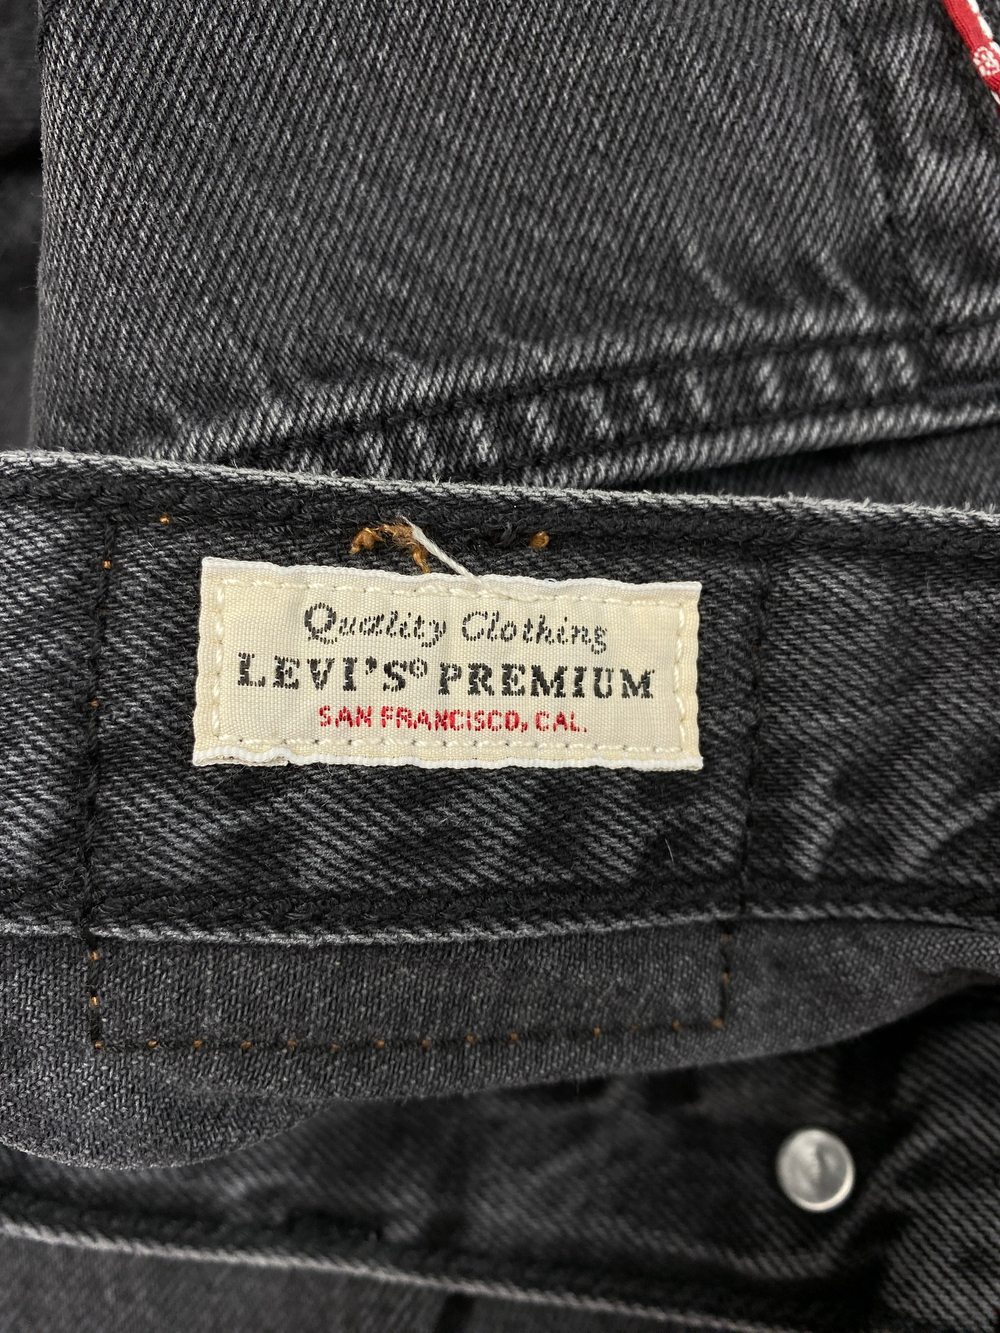 Quality Clothing
LEVI'S® PREMIUM
SAN FRANCISCO, CAL.